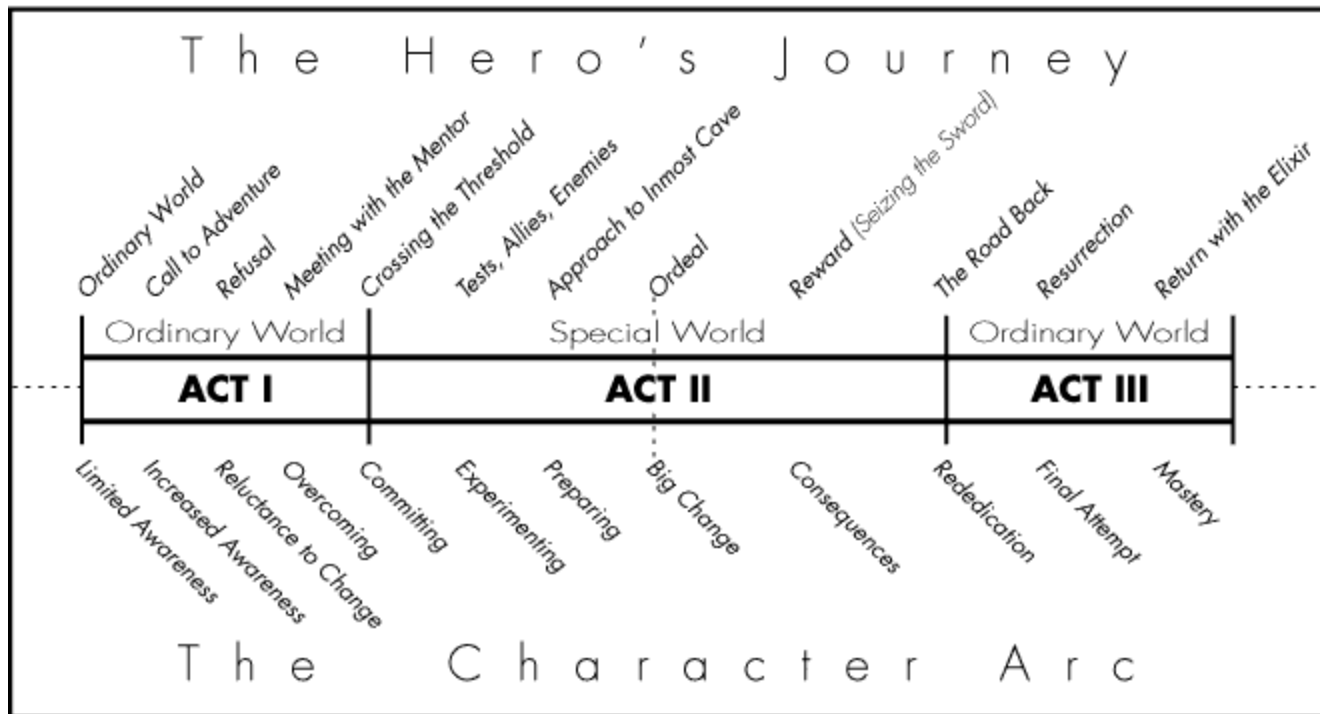 The Hero's Journey
Ordinary World
Call to Adventure
Refusal
Meeting with the Mentor
Crossing the Threshold
Tests, Allies, Enemies
Approach to Inmost Cave
Ordeal
Reward (Seizing the Sword)
The Road Back
Resurrection
Return with the Elixir
Ordinary World
Special World
Ordinary World
ACT I
ACT II
ACT III
Limited Awareness
Increased Awareness
Reluctance to Change
Overcoming
Committing
Experimenting
Preparing
Big Change
Consequences
Rededication
Final Attempt
Mastery
The Character Arc